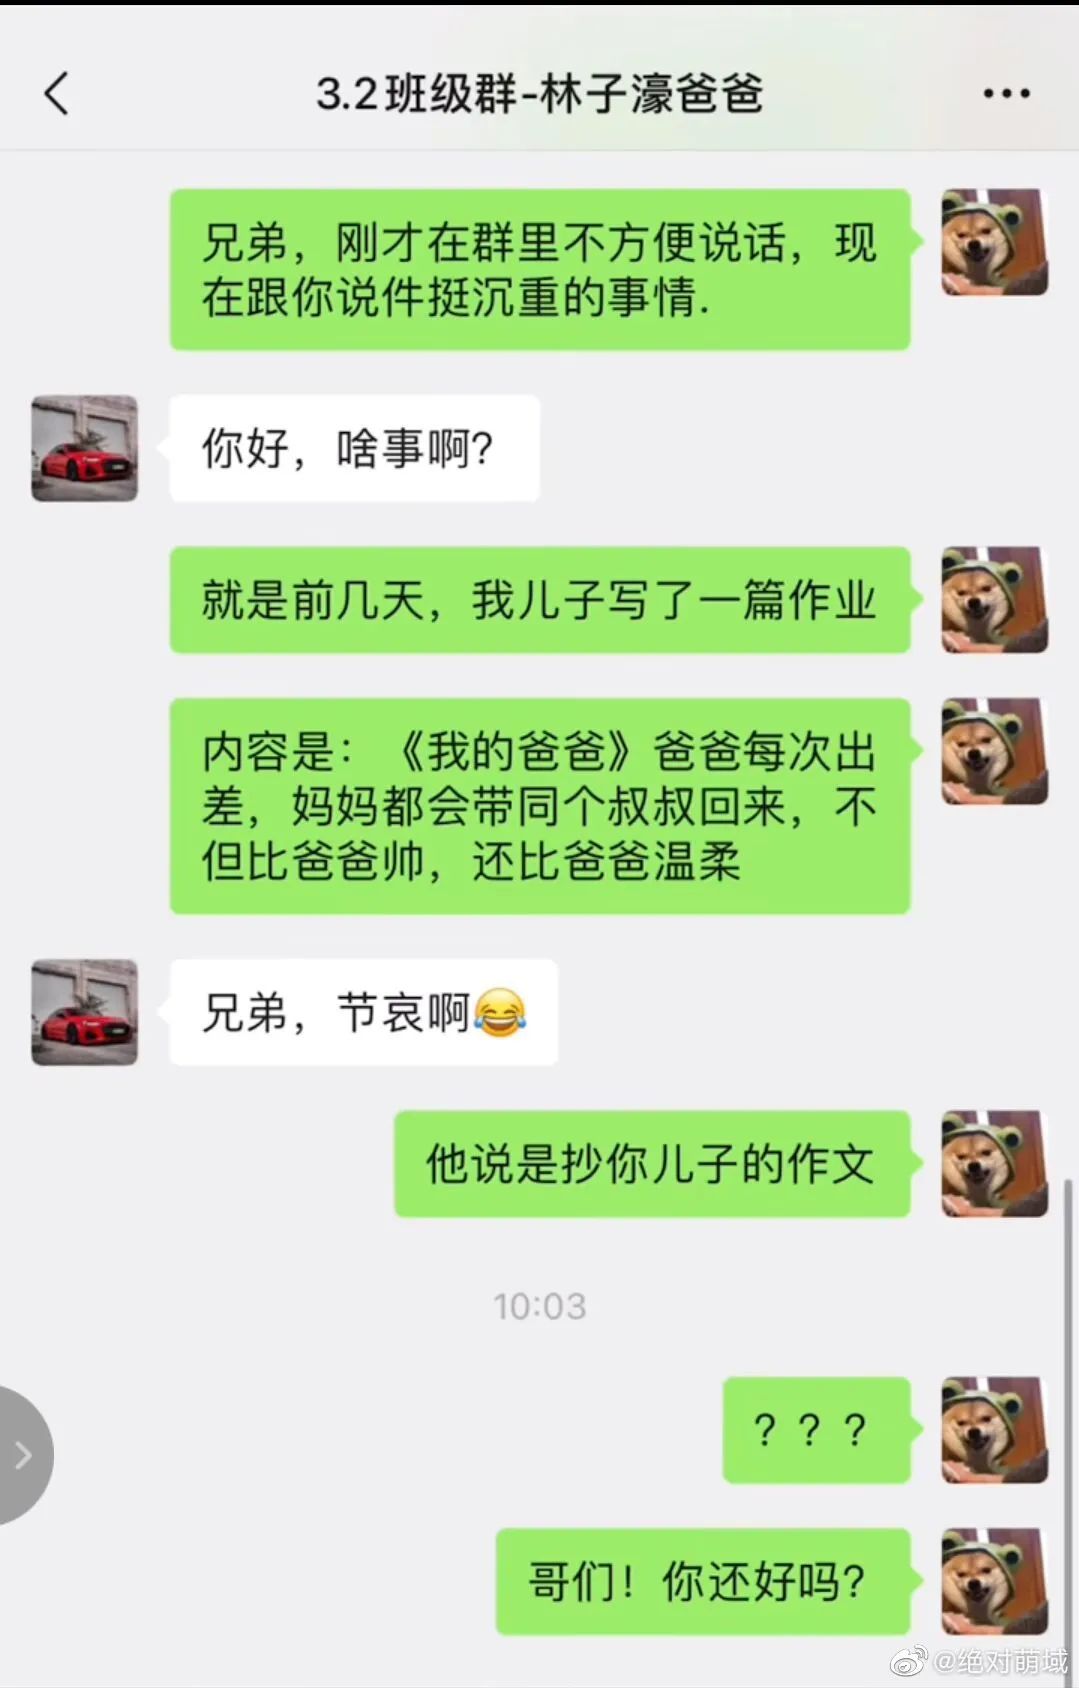 3.2班级群-林子濠爸爸
兄弟，刚才在群里不方便说话，现
在跟你说件挺沉重的事情.
你好，啥事啊？
就是前几天，我儿子写了一篇作业
内容是：《我的爸爸》爸爸每次出
差，妈妈都会带同个叔叔回来，不
但比爸爸帅，还比爸爸温柔
兄弟，节哀啊😂
他说是抄你儿子的作文
10:03
？？？
哥们！你还好吗？
@绝对萌域